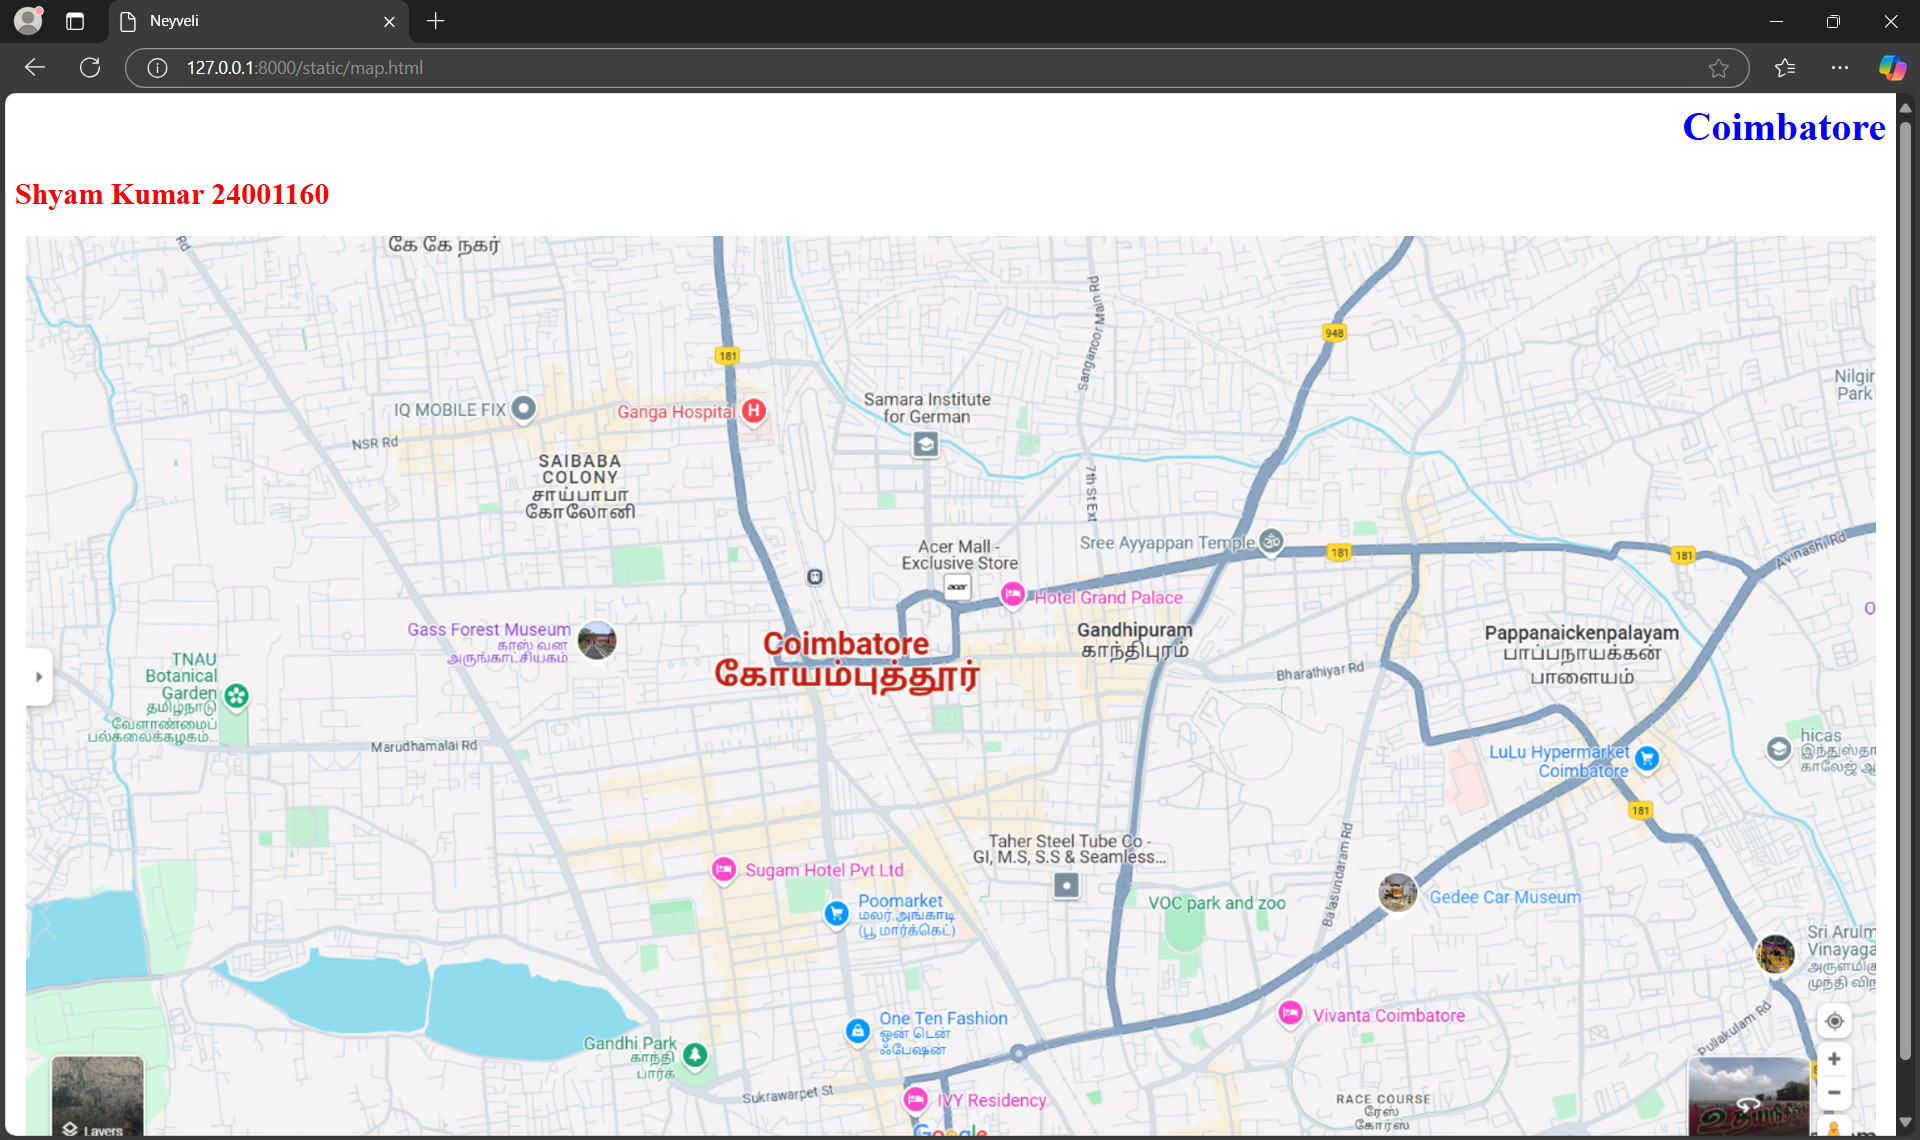 Neyveli
127.0.0.1:8000/static/map.html
Coimbatore
Shyam Kumar 24001160
கே கே நகர்
Rd
181
948
Sanganoor Main Rd
Nilgir
Park
IQ MOBILE FIX
Ganga Hospital
H
Samara Institute
for German
NSR Rd
SAIBABA
COLONY
சாய்பாபா
கோலோனி
7th St Ext
Acer Mall -
Exclusive Store
acer
Sree Ayyappan Temple
181
181
Avinashi Rd
Hotel Grand Palace
O
Gass Forest Museum
காஸ் வன
அருங்காட்சியகம்
Coimbatore
கோயம்புத்தூர்
Gandhipuram
காந்திபுரம்
Pappanaickenpalayam
பாப்பநாயக்கன்
பாளையம்
Bharathiyar Rd
TNAU
Botanical
Garden
தமிழ்நாடு
வேளாண்மைப்
பல்கலைக்கழகம்...
Marudhamalai Rd
LuLu Hypermarket
Coimbatore
hicas
இந்துஸ்தா
காலேஜ் ஆ
181
Taher Steel Tube Co -
GI, M.S, S.S & Seamless...
Balasundaram Rd
Sugam Hotel Pvt Ltd
Poomarket
மலர் அங்காடி
(பூ மார்க்கெட்)
VOC park and zoo
Gedee Car Museum
Sri Arulm
Vinayaga
அருள்மிகு
முந்தி விந
One Ten Fashion
ஒன் டென்
ஃபேஷன்
Vivanta Coimbatore
Puliakulam Rd
Gandhi Park
காந்தி
பார்க்
Sukrawarpet St
IVY Residency
RACE COURSE
ரேஸ்
கோர்ஸ்
Layers
Google